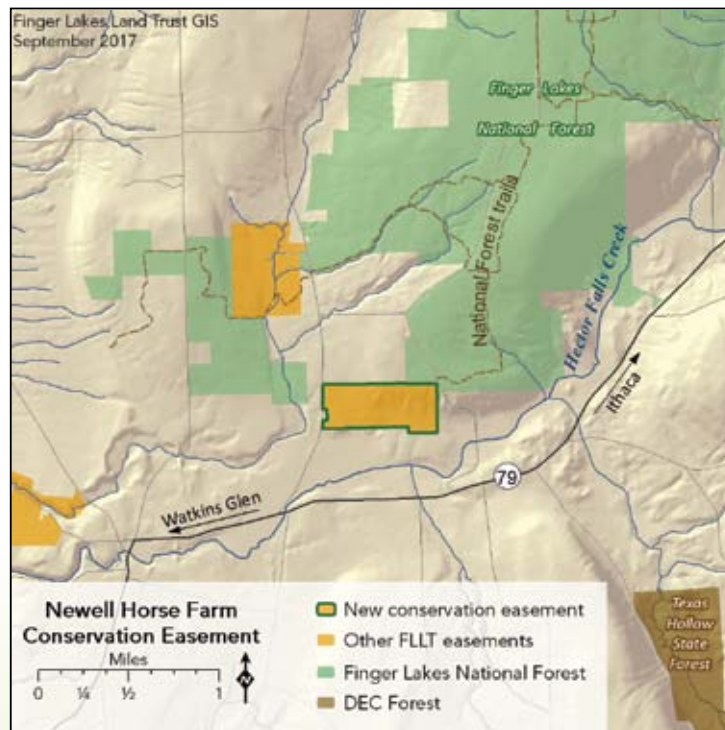 Finger Lakes Land Trust GIS
September 2017
Finger Lakes
National Forest
National Forest trails
Hector Falls Creek
Ithaca
79
Watkins Glen
Texas
Hollow
State
Forest
Newell Horse Farm
Conservation Easement
Miles
0 ¼ ½ 1
N
New conservation easement
Other FLLT easements
Finger Lakes National Forest
DEC Forest